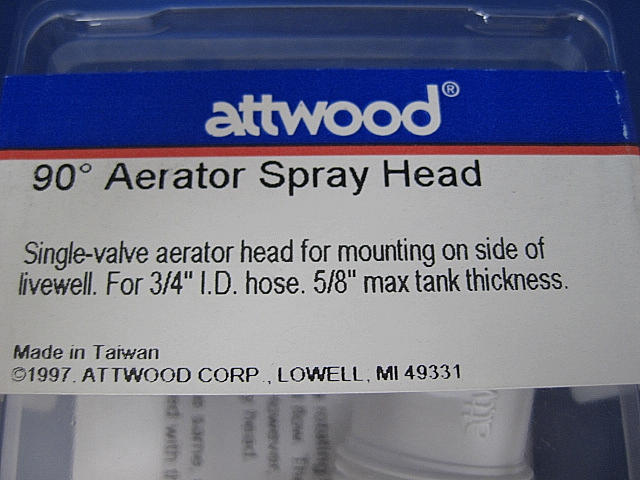 attwood®
90° Aerator Spray Head
Single-valve aerator head for mounting on side of
livewell. For 3/4" I.D. hose. 5/8" max tank thickness.
Made in Taiwan
©1997, ATTWOOD CORP., LOWELL, MI 49331